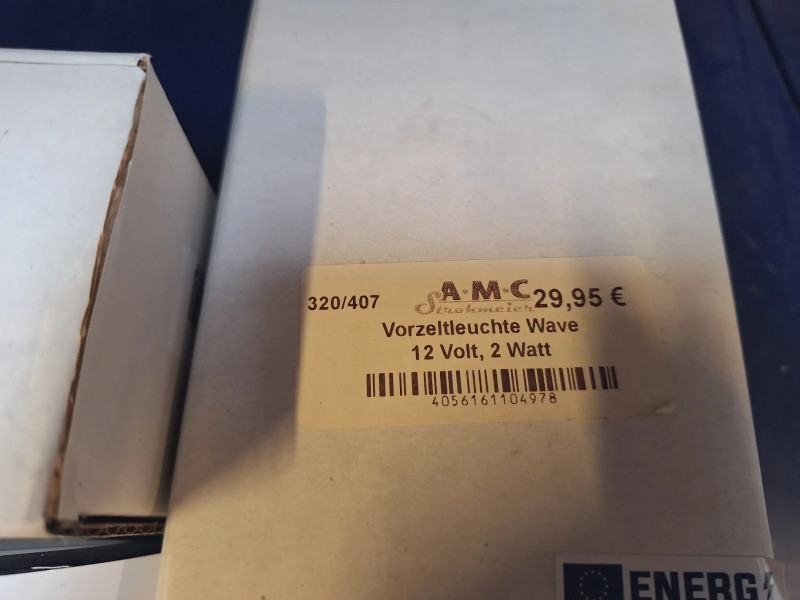 320/407 A·M·C 29,95 €
Strohmeier
Vorzeltleuchte Wave
12 Volt, 2 Watt
4056161104978
ENERG